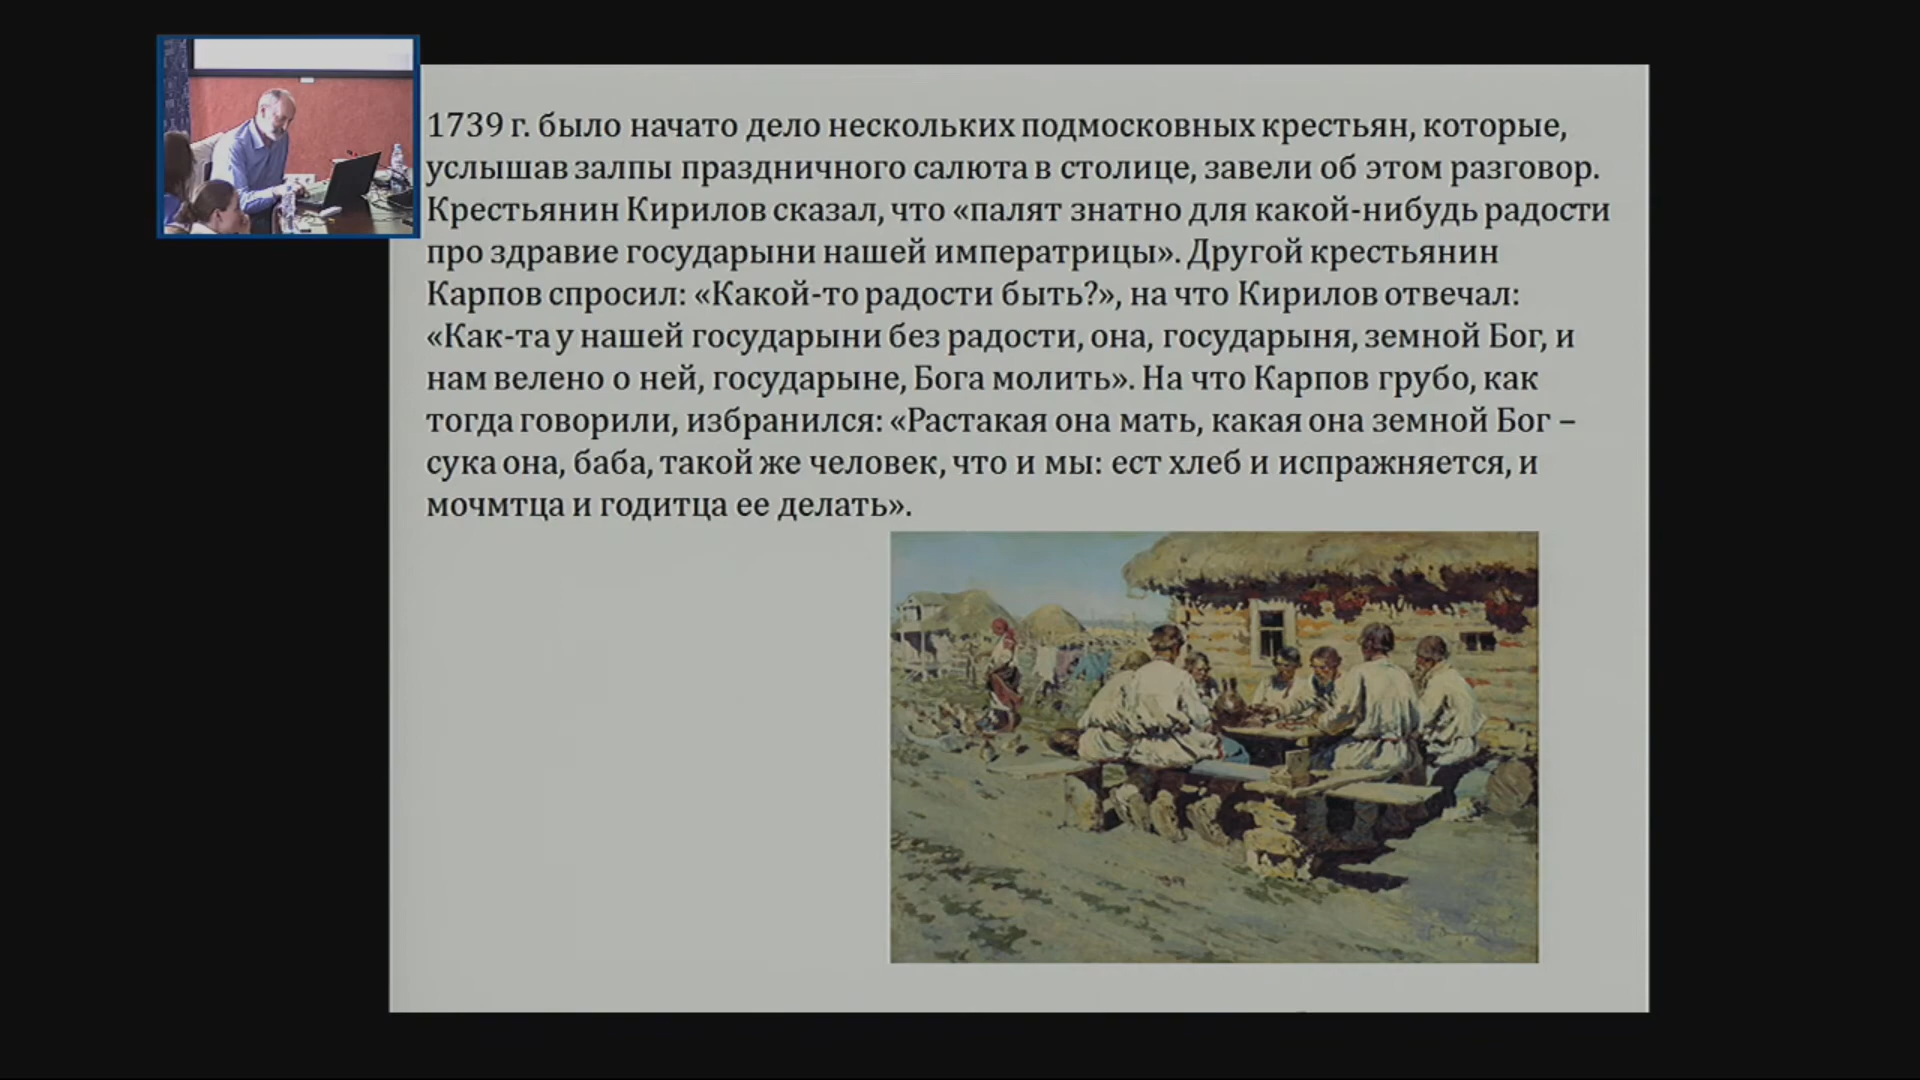 1739 г. было начато дело нескольких подмосковных крестьян, которые,
услышав залпы праздничного салюта в столице, завели об этом разговор.
Крестьянин Кирилов сказал, что «палят знатно для какой-нибудь радости
про здравие государыни нашей императрицы». Другой крестьянин
Карпов спросил: «Какой-то радости быть?», на что Кирилов отвечал:
«Как-та у нашей государыни без радости, она, государыня, земной Бог, и
нам велено о ней, государыне, Бога молить». На что Карпов грубо, как
тогда говорили, избранился: «Растакая она мать, какая она земной Бог –
сука она, баба, такой же человек, что и мы: ест хлеб и испражняется, и
мочмтца и годитца ее делать».